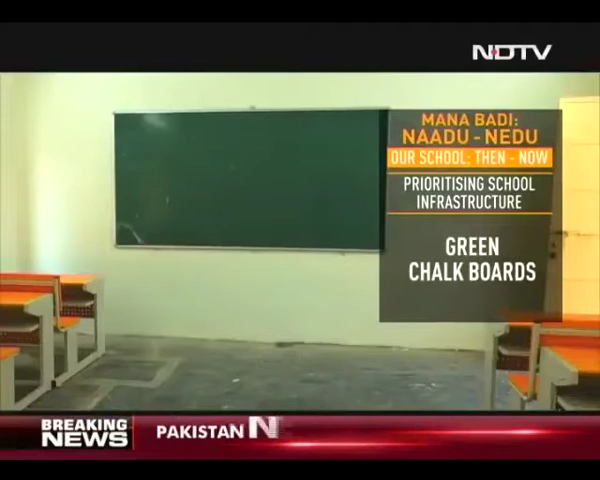 NDTV
MANA BADI:
NAADU - NEDU
OUR SCHOOL: THEN - NOW
PRIORITISING SCHOOL
INFRASTRUCTURE
GREEN
CHALK BOARDS
BREAKING
NEWS
PAKISTAN N